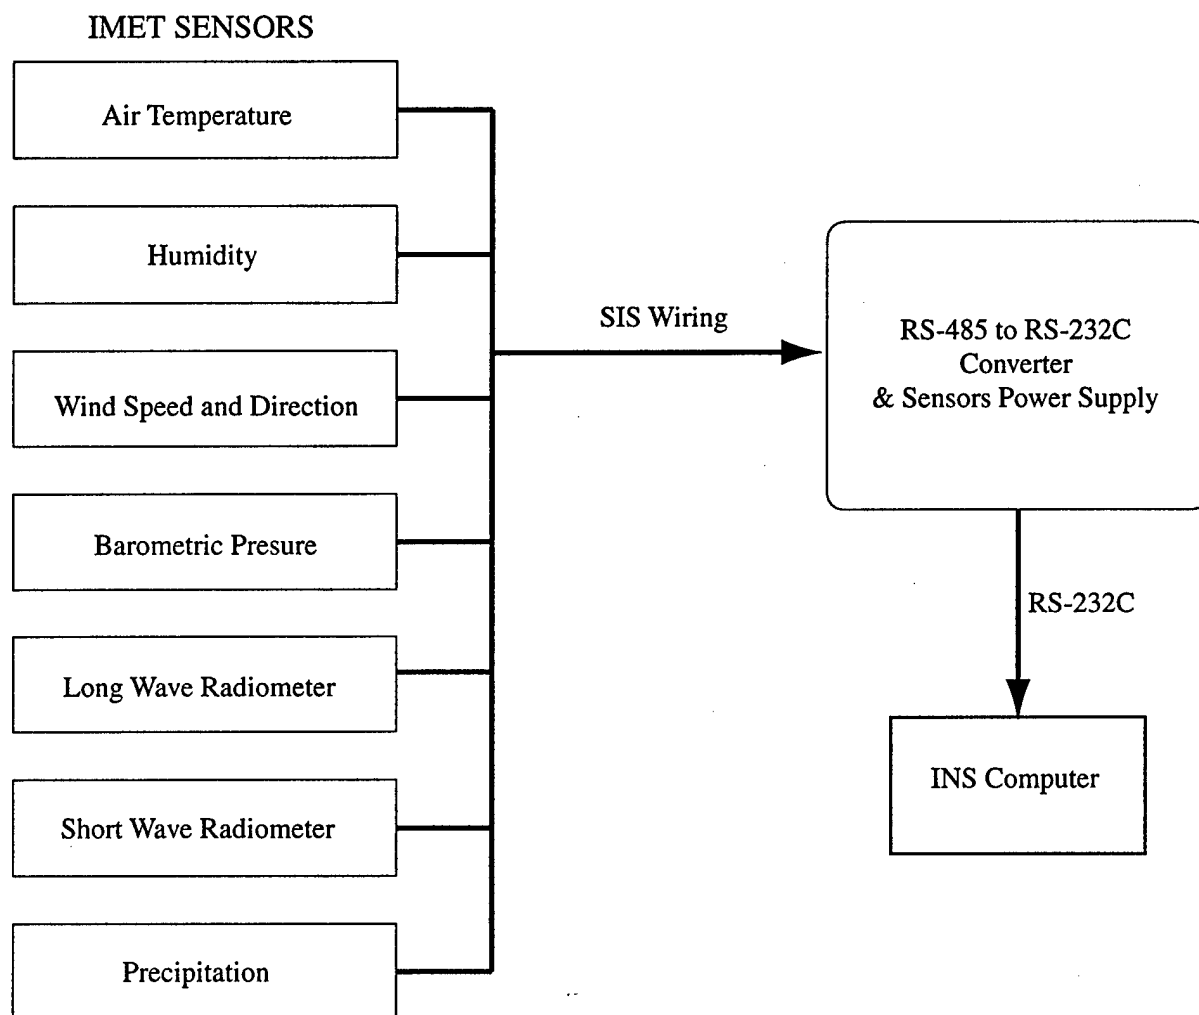 IMET SENSORS
Air Temperature
Humidity
Wind Speed and Direction
Barometric Presure
Long Wave Radiometer
Short Wave Radiometer
Precipitation
SIS Wiring
RS-485 to RS-232C
Converter
& Sensors Power Supply
RS-232C
INS Computer